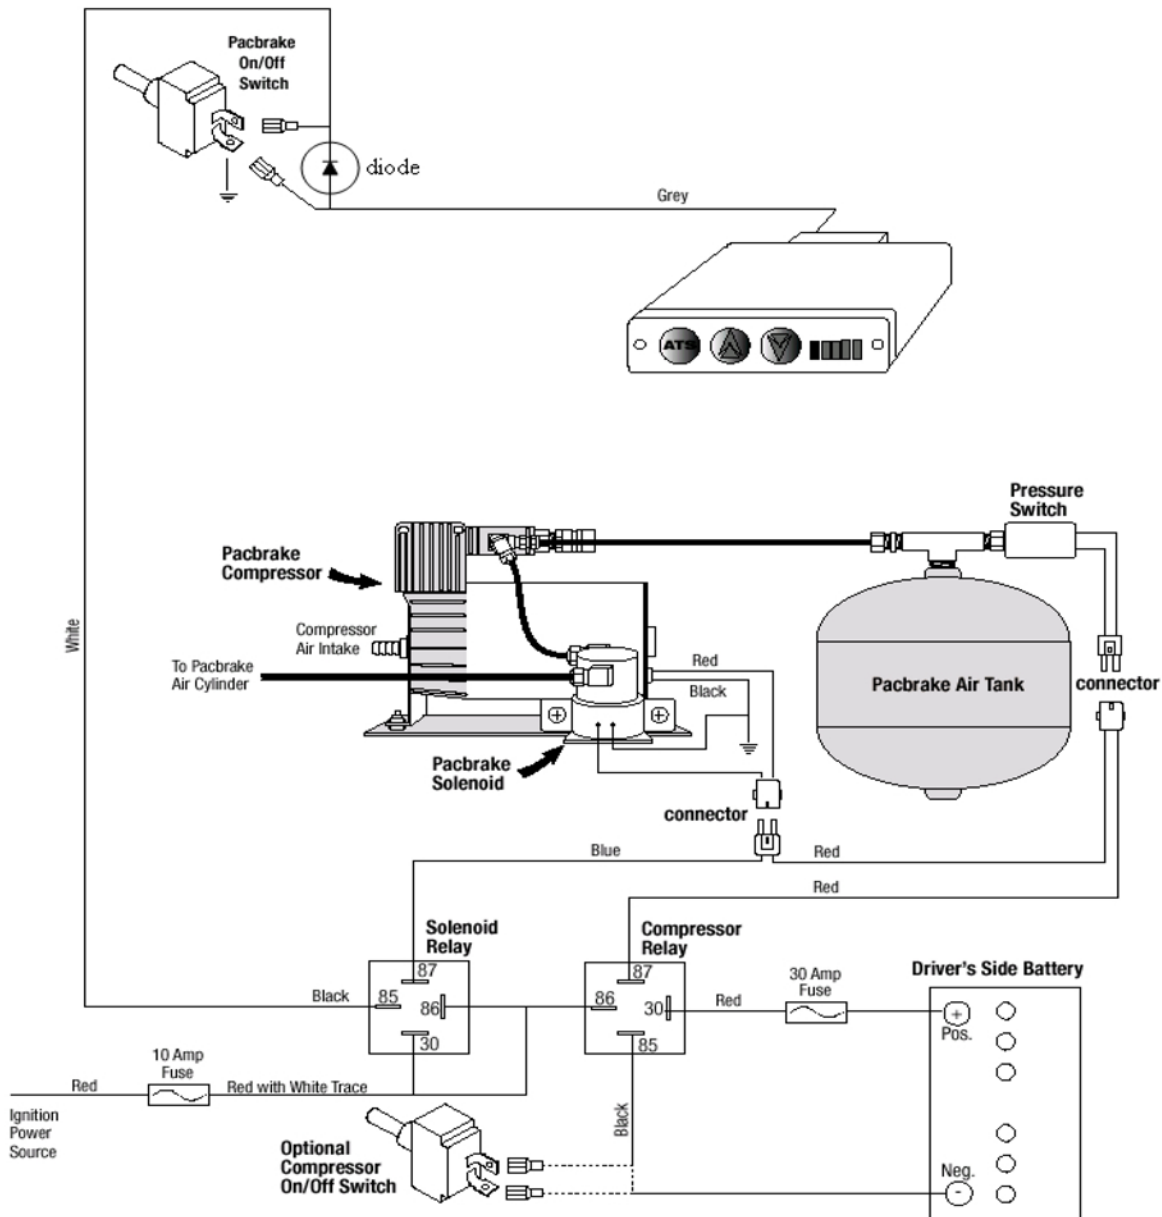 Pacbrake
On/Off
Switch
diode
Grey
ATS
Pressure
Switch
Pacbrake
Compressor
White
Compressor
Air Intake
To Pacbrake
Air Cylinder
Red
Black
Pacbrake Air Tank
connector
Pacbrake
Solenoid
connector
Blue
Red
Red
Solenoid
Relay
Compressor
Relay
Driver's Side Battery
87
87
30 Amp
Fuse
Black
85
86
86
30
Red
+
Pos.
30
85
10 Amp
Fuse
Red
Red with White Trace
Ignition
Power
Source
Black
Optional
Compressor
On/Off Switch
Neg.
-